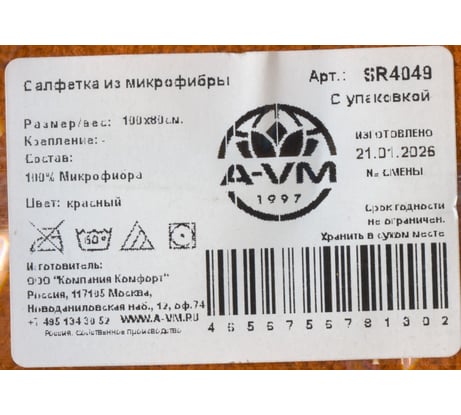 Салфетка из микрофибры
Арт.: SR4049
С упаковкой
Размер/вес: 100х80см.
Крепление: -
Состав:
100% Микрофибра
Цвет: красный
A-VM
1997
ИЗГОТОВЛЕНО
21.01.2026
№ СМЕНЫ
Срок годности
не ограничен.
Хранить в сухом месте
60°
Изготовитель:
ООО "Компания Комфорт"
Россия, 117105 Москва,
Новоданиловская наб., 12, оф.74
+7 495 134 30 52 WWW.A-VM.RU
Россия. Собственное производство
4 6 5 6 7 5 6 7 8 1 3 0 2